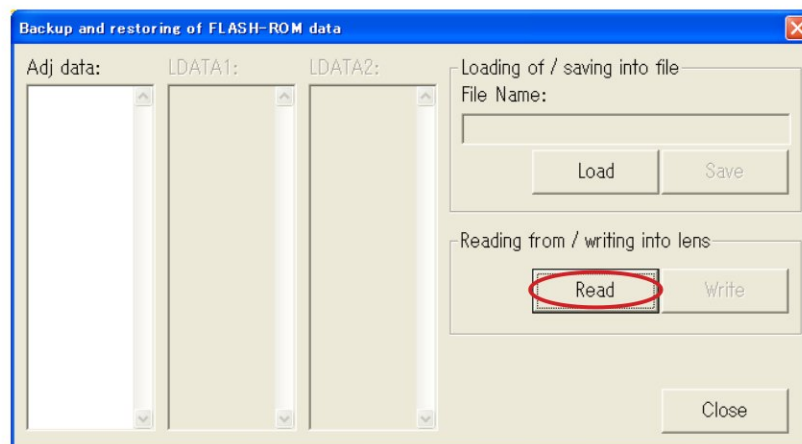 Backup and restoring of FLASH-ROM data
Adj data:
LDATA1:
LDATA2:
Loading of / saving into file
File Name:
Load
Save
Reading from / writing into lens
Read
Write
Close